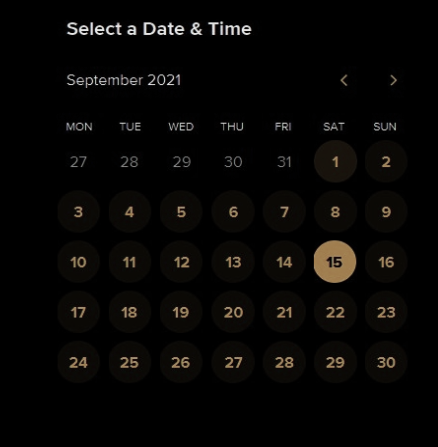 Select a Date & Time
September 2021
MON TUE WED THU FRI SAT SUN
27 28 29 30 31 1 2
3 4 5 6 7 8 9
10 11 12 13 14 15 16
17 18 19 20 21 22 23
24 25 26 27 28 29 30